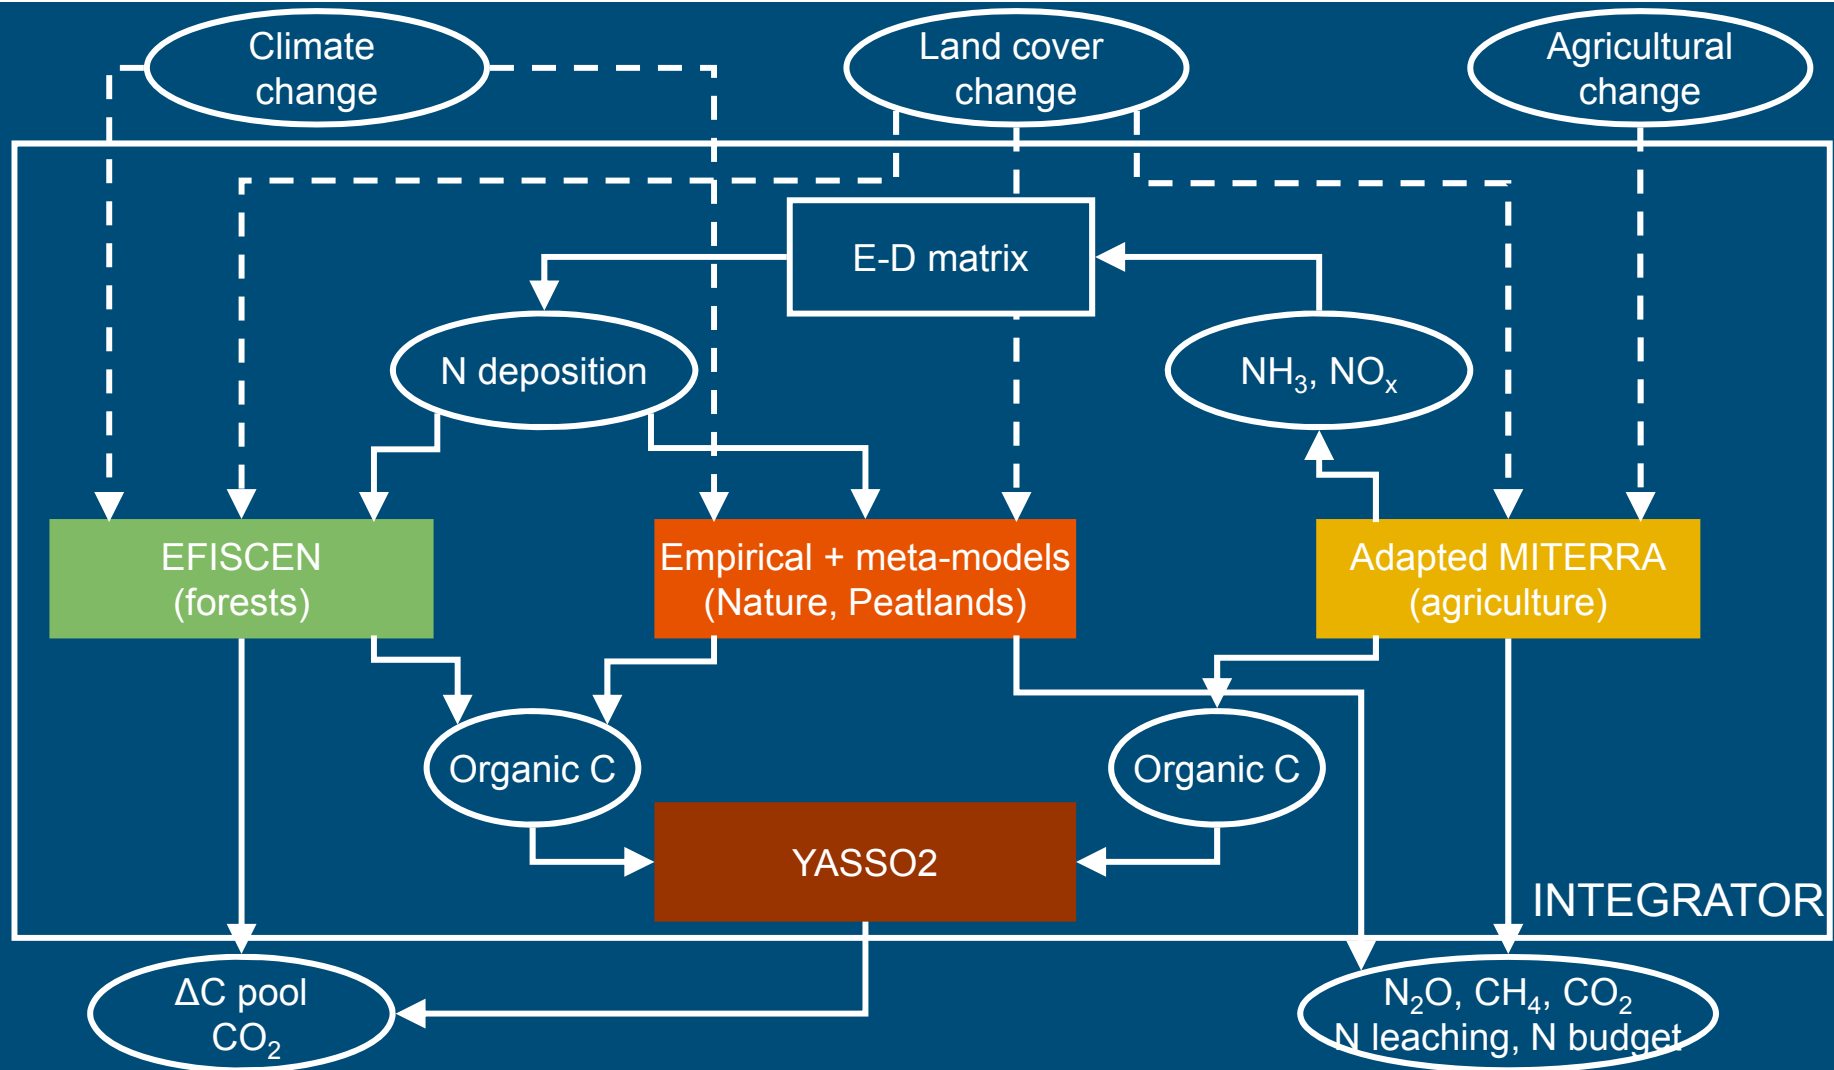 Climate
change
Land cover
change
Agricultural
change
E-D matrix
N deposition
NH₃, NOₓ
EFISCEN
(forests)
Empirical + meta-models
(Nature, Peatlands)
Adapted MITERRA
(agriculture)
Organic C
Organic C
YASSO2
INTEGRATOR
ΔC pool
CO₂
N₂O, CH₄, CO₂
N leaching, N budget